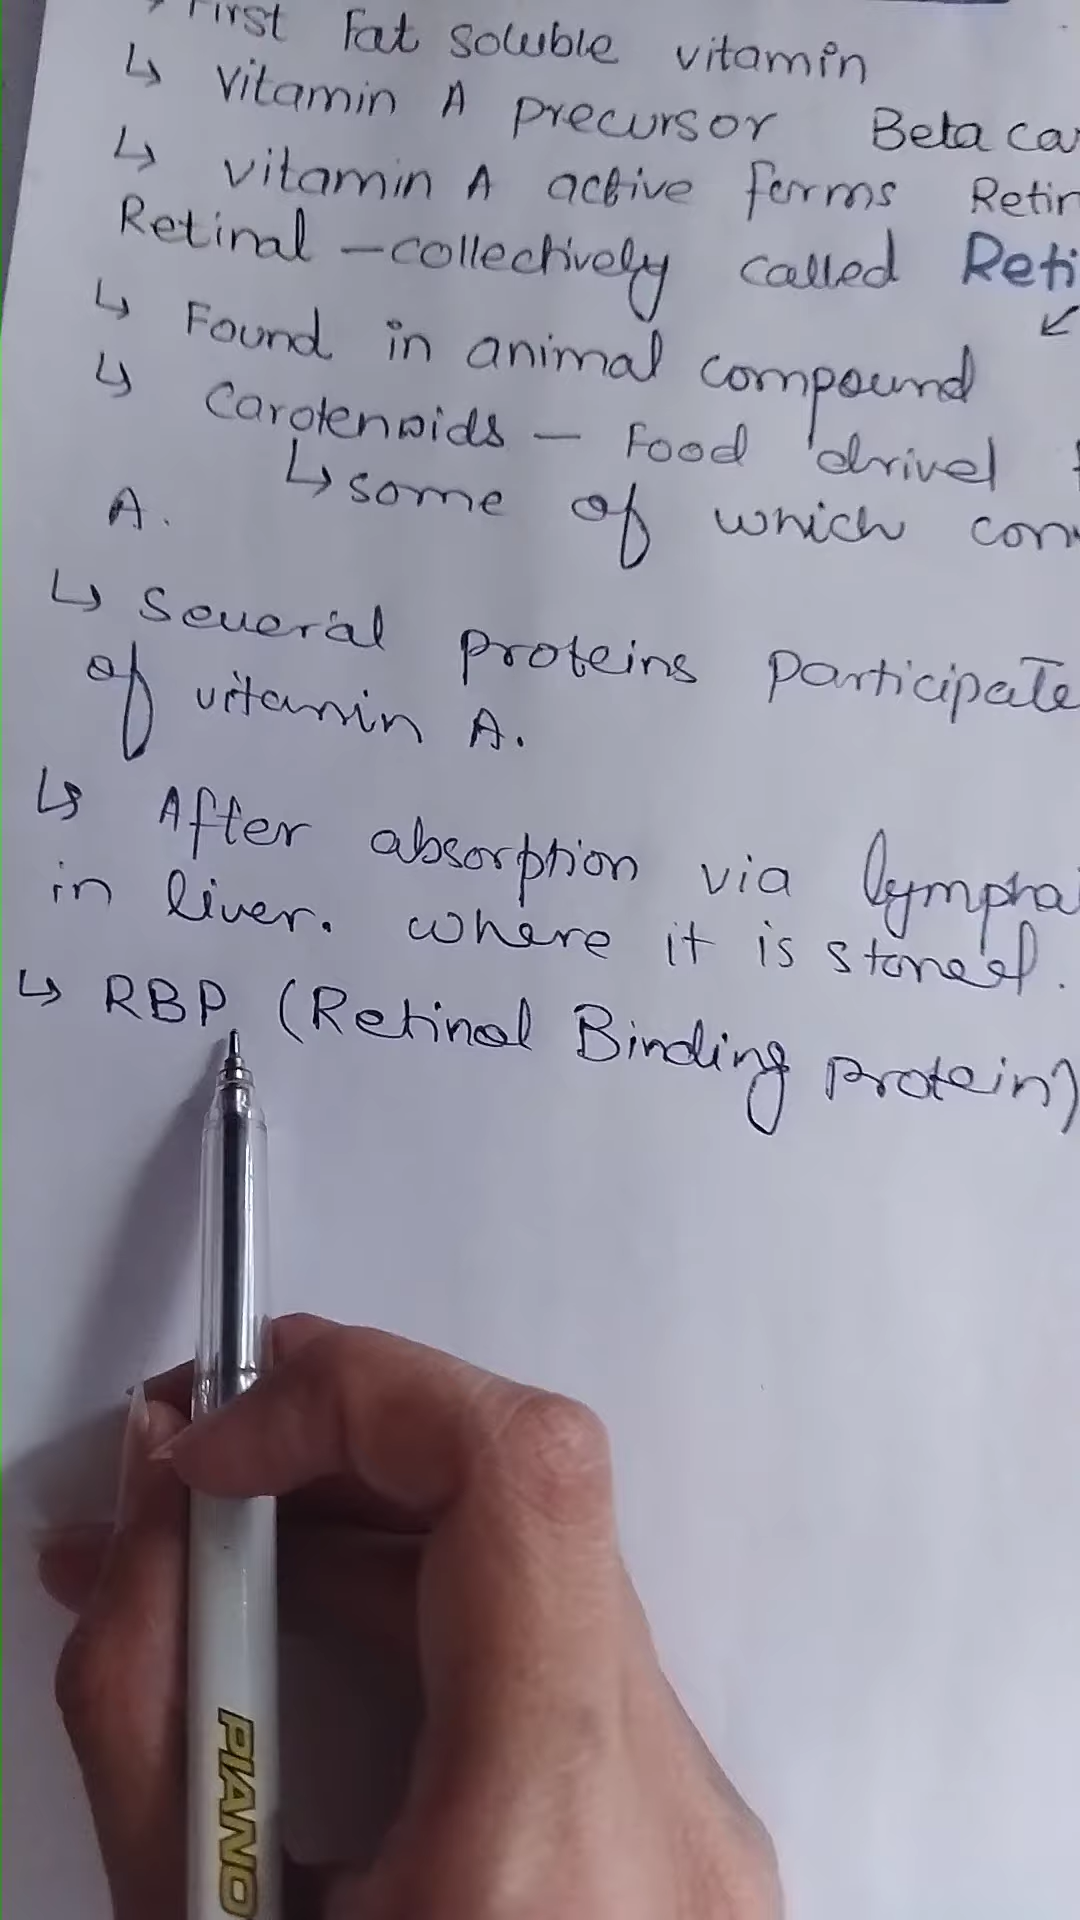 First Fat soluble vitamin
↳ vitamin A precursor Beta ca
↳ vitamin A active forms Retin
Retinal - collectively called Reti
↳ Found in animal compound
↳ Carotenoids - Food drived
↳ some of which con
A.
↳ Several proteins participate
of vitamin A.
↳ After absorption via lympha
in liver. where it is stored.
↳ RBP (Retinol Binding protein)
PIANO